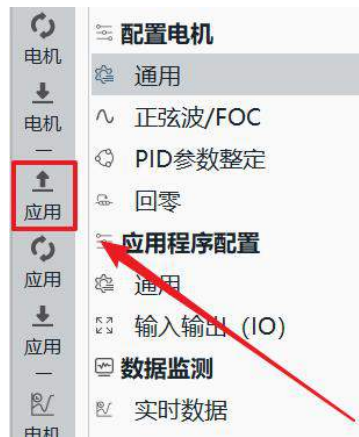 电机
电机
应用
应用
应用
电机
配置电机
通用
正弦波/FOC
PID参数整定
回零
应用程序配置
通用
输入输出（IO）
数据监测
实时数据